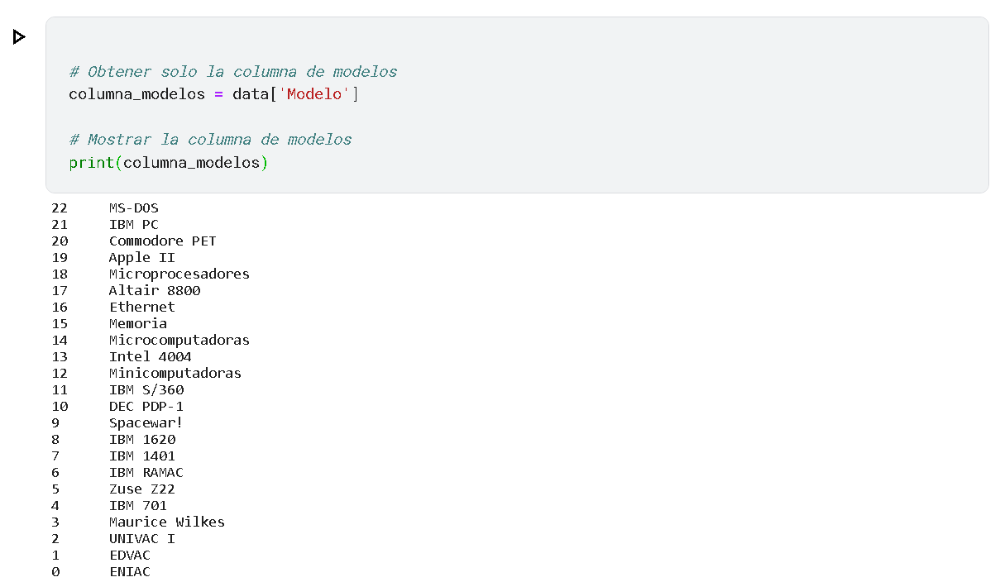 # Obtener solo la columna de modelos
columna_modelos = data['Modelo']
# Mostrar la columna de modelos
print(columna_modelos)
22 MS-DOS
21 IBM PC
20 Commodore PET
19 Apple II
18 Microprocesadores
17 Altair 8800
16 Ethernet
15 Memoria
14 Microcomputadoras
13 Intel 4004
12 Minicomputadoras
11 IBM S/360
10 DEC PDP-1
9 Spacewar!
8 IBM 1620
7 IBM 1401
6 IBM RAMAC
5 Zuse Z22
4 IBM 701
3 Maurice Wilkes
2 UNIVAC I
1 EDVAC
0 ENIAC